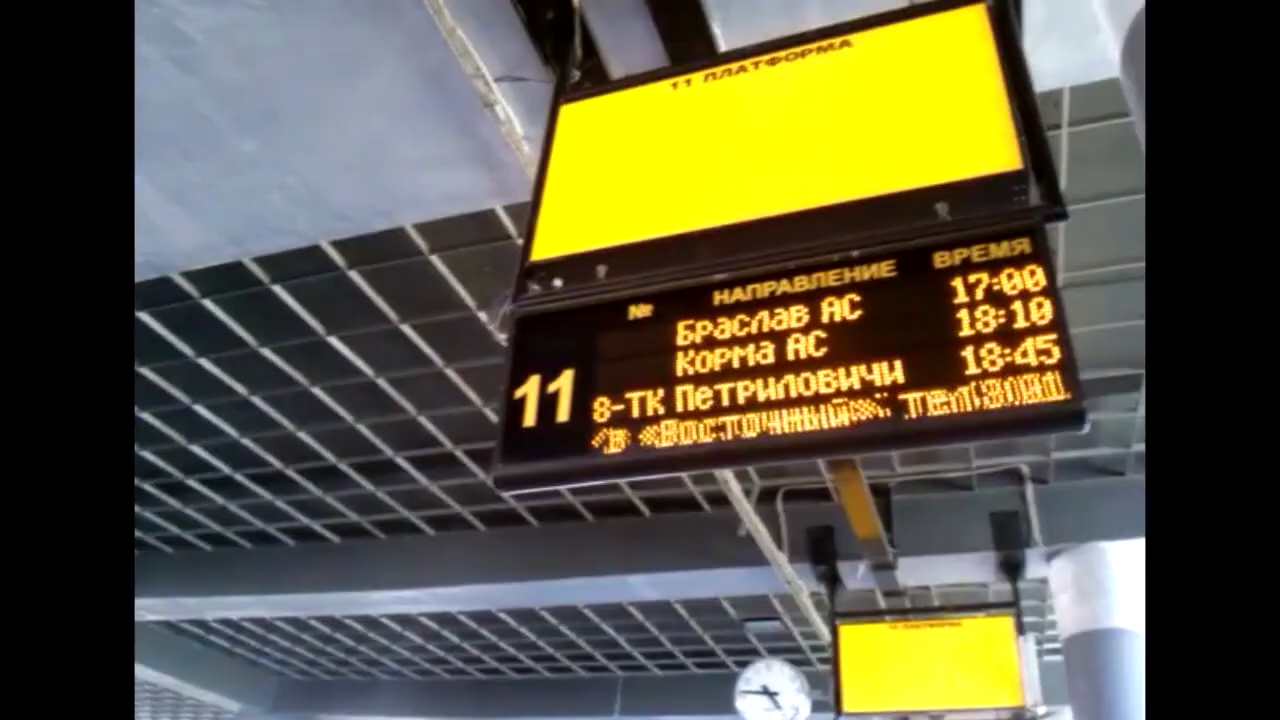 11 ПЛАТФОРМА
№ НАПРАВЛЕНИЕ ВРЕМЯ
Браслав АС 17:00
Корма АС 18:10
11
8-ТК Петриловичи 18:45
«Восточный»